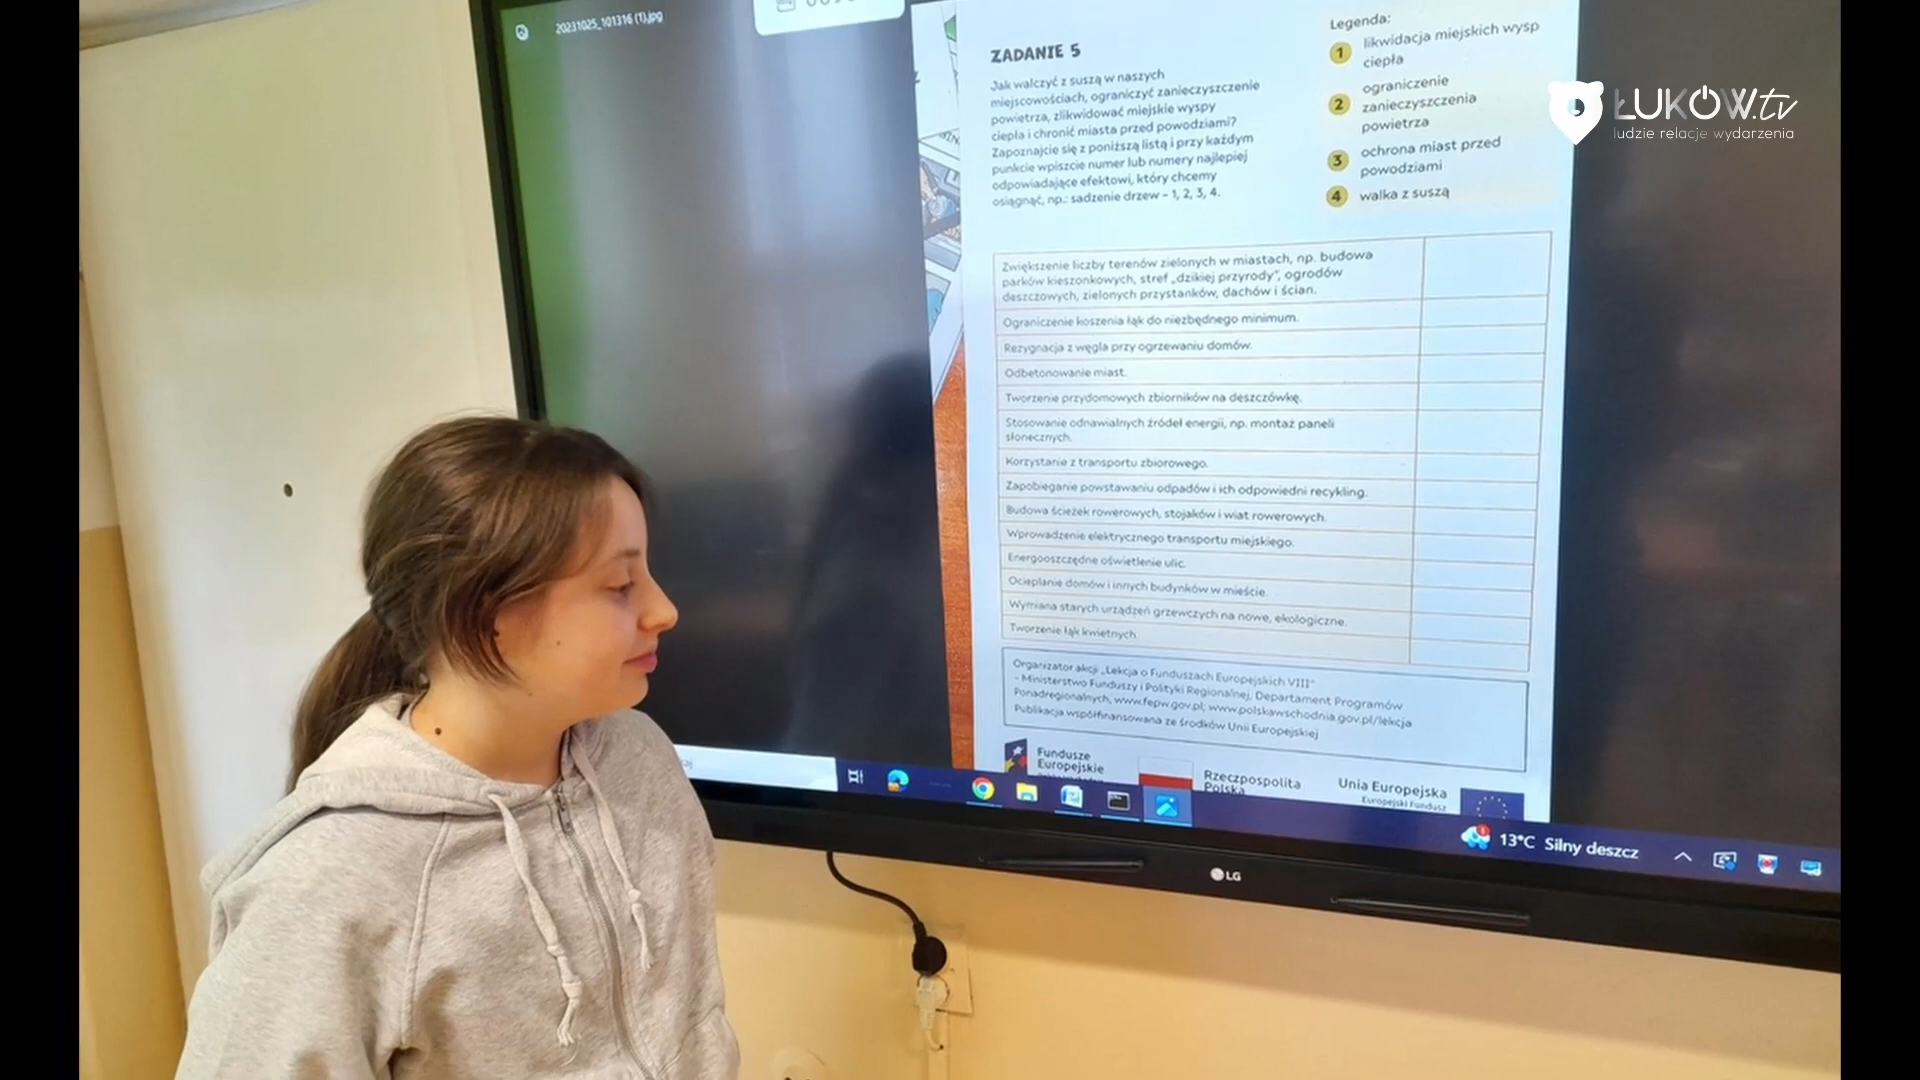 20231025_101316 (1).jpg
ŁUKÓW.tv
ludzie relacje wydarzenia
ZADANIE 5
Jak walczyć z suszą w naszych
miejscowościach, ograniczyć zanieczyszczenie
powietrza, zlikwidować miejskie wyspy
ciepła i chronić miasta przed powodziami?
Zapoznajcie się z poniższą listą i przy każdym
punkcie wpiszcie numer lub numery najlepiej
odpowiadające efektowi, który chcemy
osiągnąć, np.: sadzenie drzew – 1, 2, 3, 4.
Legenda:
1 likwidacja miejskich wysp
ciepła
2 ograniczenie
zanieczyszczenia
powietrza
3 ochrona miast przed
powodziami
4 walka z suszą
Zwiększenie liczby terenów zielonych w miastach, np. budowa
parków kieszonkowych, stref „dzikiej przyrody”, ogrodów
deszczowych, zielonych przystanków, dachów i ścian.
Ograniczenie koszenia łąk do niezbędnego minimum.
Rezygnacja z węgla przy ogrzewaniu domów.
Odbetonowanie miast.
Tworzenie przydomowych zbiorników na deszczówkę.
Stosowanie odnawialnych źródeł energii, np. montaż paneli
słonecznych.
Korzystanie z transportu zbiorowego.
Zapobieganie powstawaniu odpadów i ich odpowiedni recykling.
Budowa ścieżek rowerowych, stojaków i wiat rowerowych.
Wprowadzenie elektrycznego transportu miejskiego.
Energooszczędne oświetlenie ulic.
Ocieplanie domów i innych budynków w mieście.
Wymiana starych urządzeń grzewczych na nowe, ekologiczne.
Tworzenie łąk kwietnych.
Organizator akcji „Lekcja o Funduszach Europejskich VIII”
– Ministerstwo Funduszy i Polityki Regionalnej, Departament Programów
Ponadregionalnych, www.fepw.gov.pl; www.polskawschodnia.gov.pl/lekcja
Publikacja współfinansowana ze środków Unii Europejskiej
Fundusze
Europejskie
Rzeczpospolita
Polska
Unia Europejska
Europejski Fundusz
13°C Silny deszcz
LG